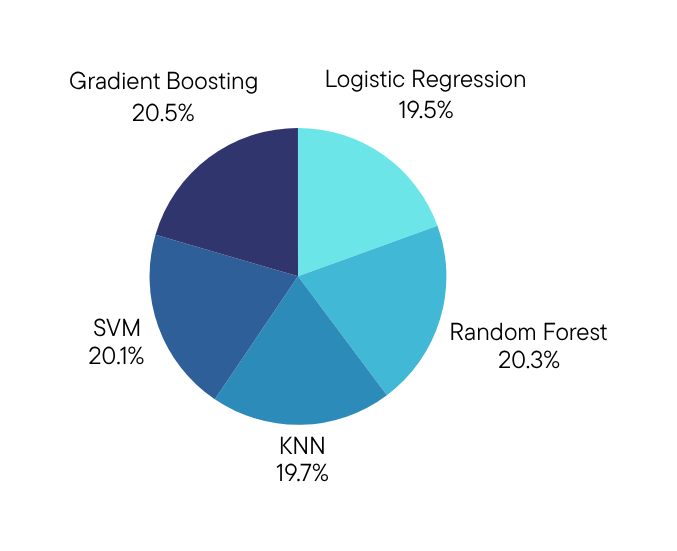 Gradient Boosting
20.5%
Logistic Regression
19.5%
SVM
20.1%
Random Forest
20.3%
KNN
19.7%